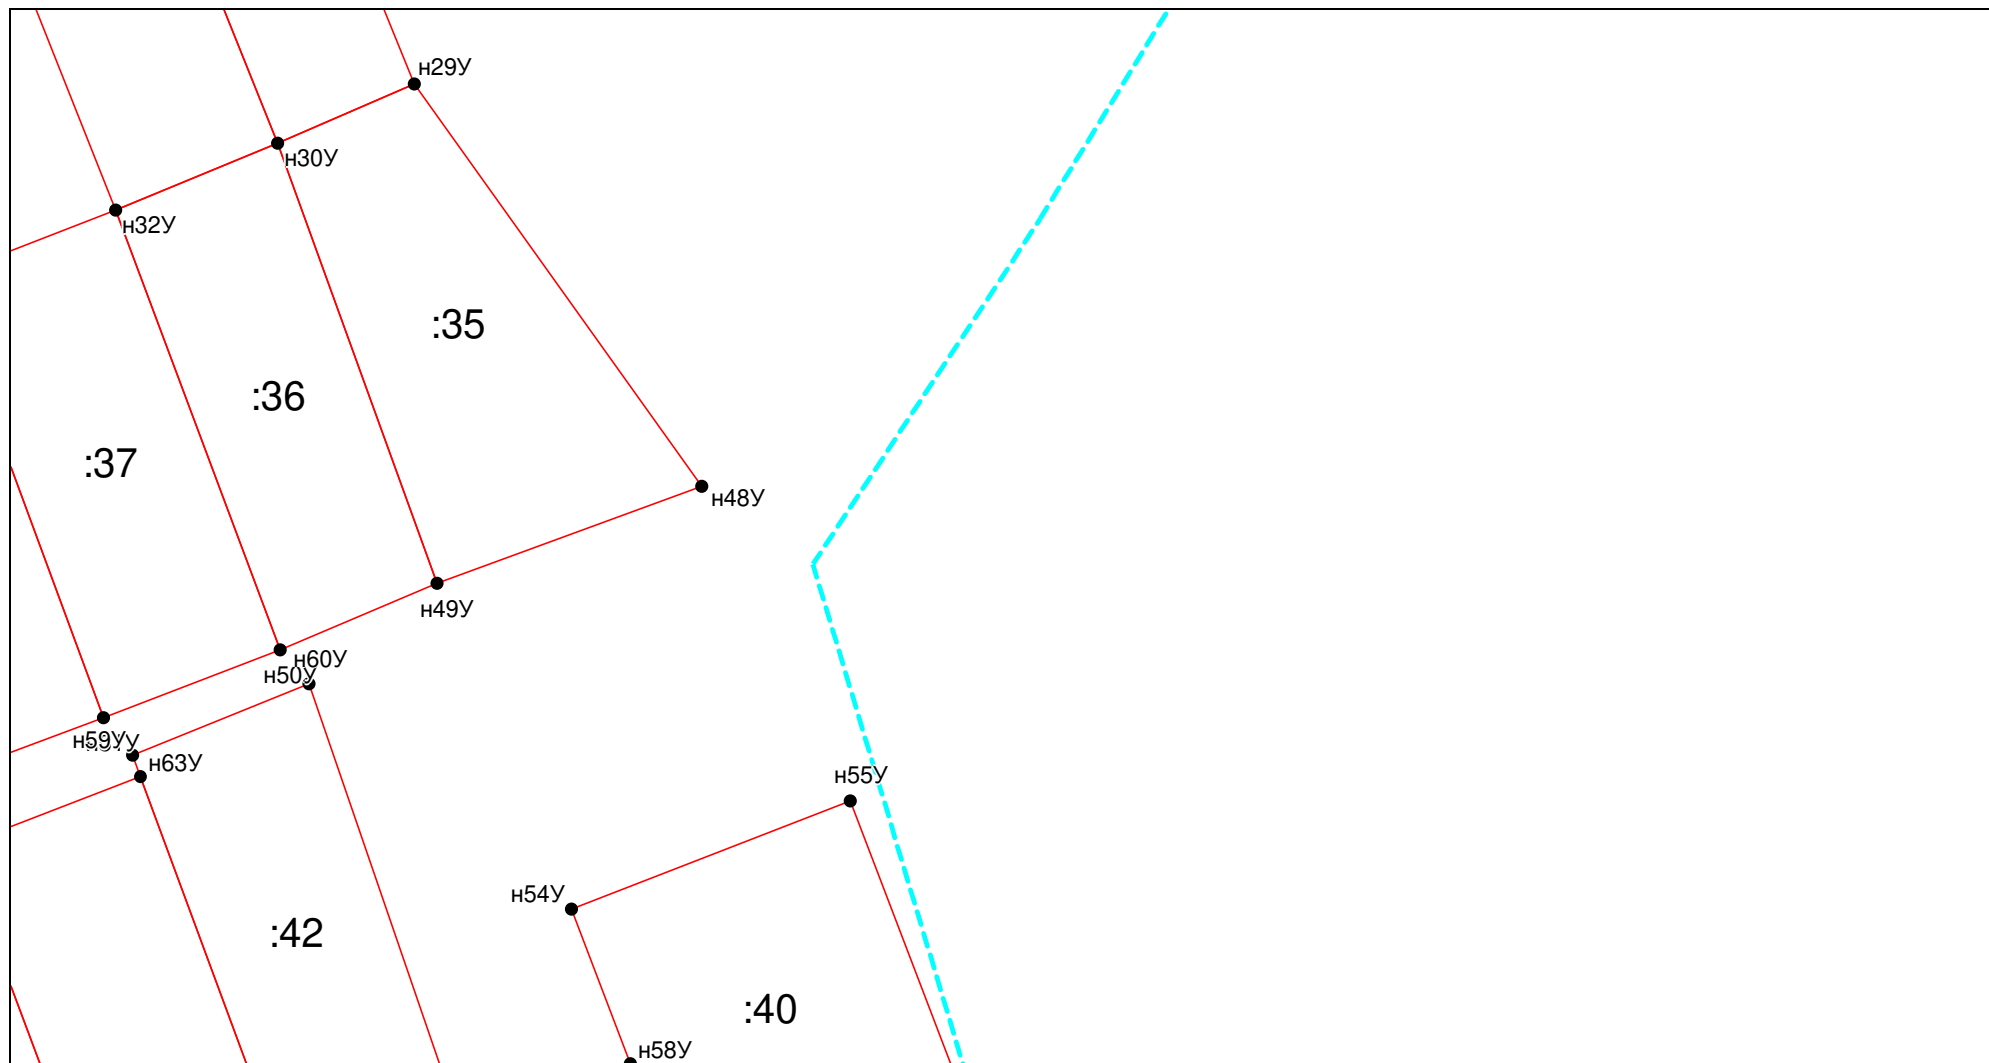 н29У
н30У
н32У
:35
:36
:37
н48У
н49У
н60У
н50У
н59У
н63У
н55У
н54У
:42
:40
н58У